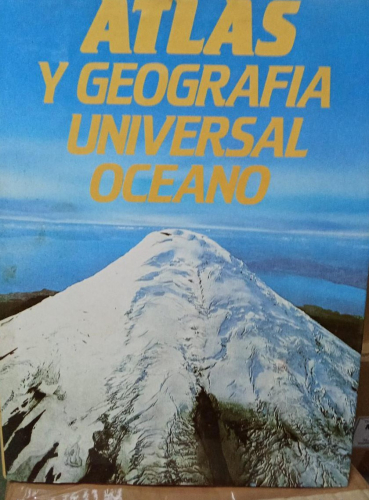 ATLAS
Y GEOGRAFIA
UNIVERSAL
OCEANO